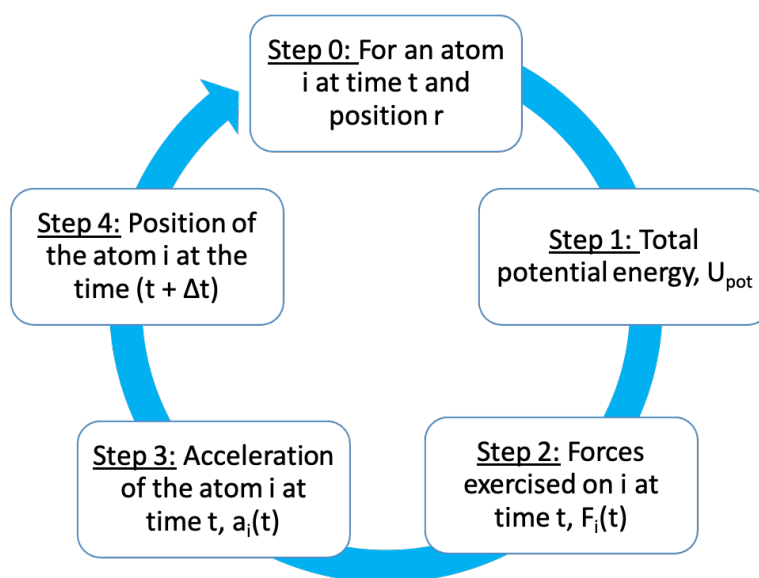 Step 0: For an atom
i at time t and
position r
Step 1: Total
potential energy, Upot
Step 2: Forces
exercised on i at
time t, Fi(t)
Step 3: Acceleration
of the atom i at
time t, ai(t)
Step 4: Position of
the atom i at the
time (t + Δt)